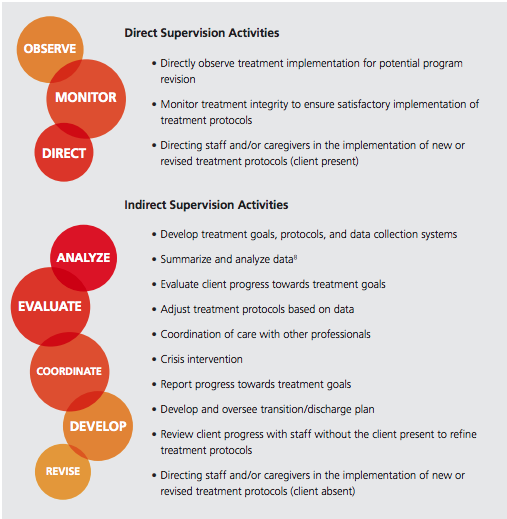 Direct Supervision Activities
OBSERVE
MONITOR
DIRECT
• Directly observe treatment implementation for potential program
revision
• Monitor treatment integrity to ensure satisfactory implementation of
treatment protocols
• Directing staff and/or caregivers in the implementation of new or
revised treatment protocols (client present)
Indirect Supervision Activities
ANALYZE
EVALUATE
COORDINATE
DEVELOP
REVISE
• Develop treatment goals, protocols, and data collection systems
• Summarize and analyze data⁸
• Evaluate client progress towards treatment goals
• Adjust treatment protocols based on data
• Coordination of care with other professionals
• Crisis intervention
• Report progress towards treatment goals
• Develop and oversee transition/discharge plan
• Review client progress with staff without the client present to refine
treatment protocols
• Directing staff and/or caregivers in the implementation of new or
revised treatment protocols (client absent)